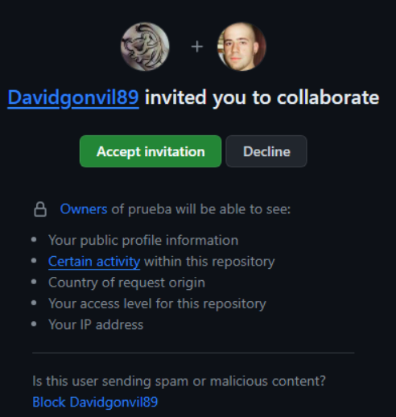 +
Davidgonvil89 invited you to collaborate
Accept invitation
Decline
Owners of prueba will be able to see:
• Your public profile information
• Certain activity within this repository
• Country of request origin
• Your access level for this repository
• Your IP address
Is this user sending spam or malicious content?
Block Davidgonvil89